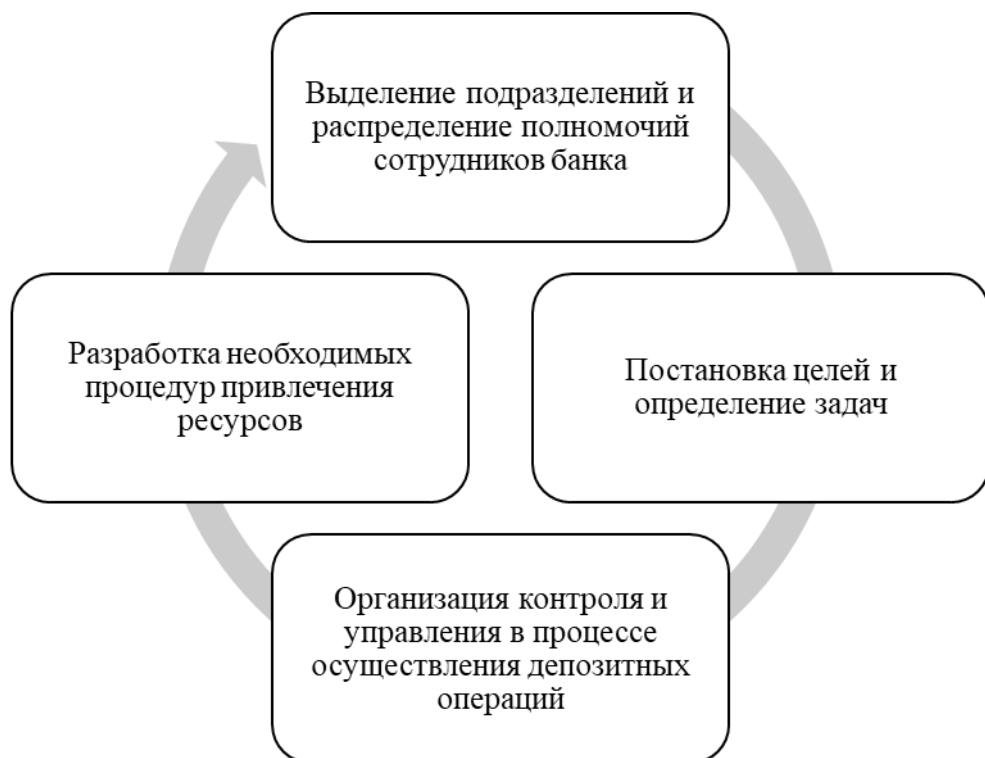 Выделение подразделений и
распределение полномочий
сотрудников банка
Разработка необходимых
процедур привлечения
ресурсов
Постановка целей и
определение задач
Организация контроля и
управления в процессе
осуществления депозитных
операций